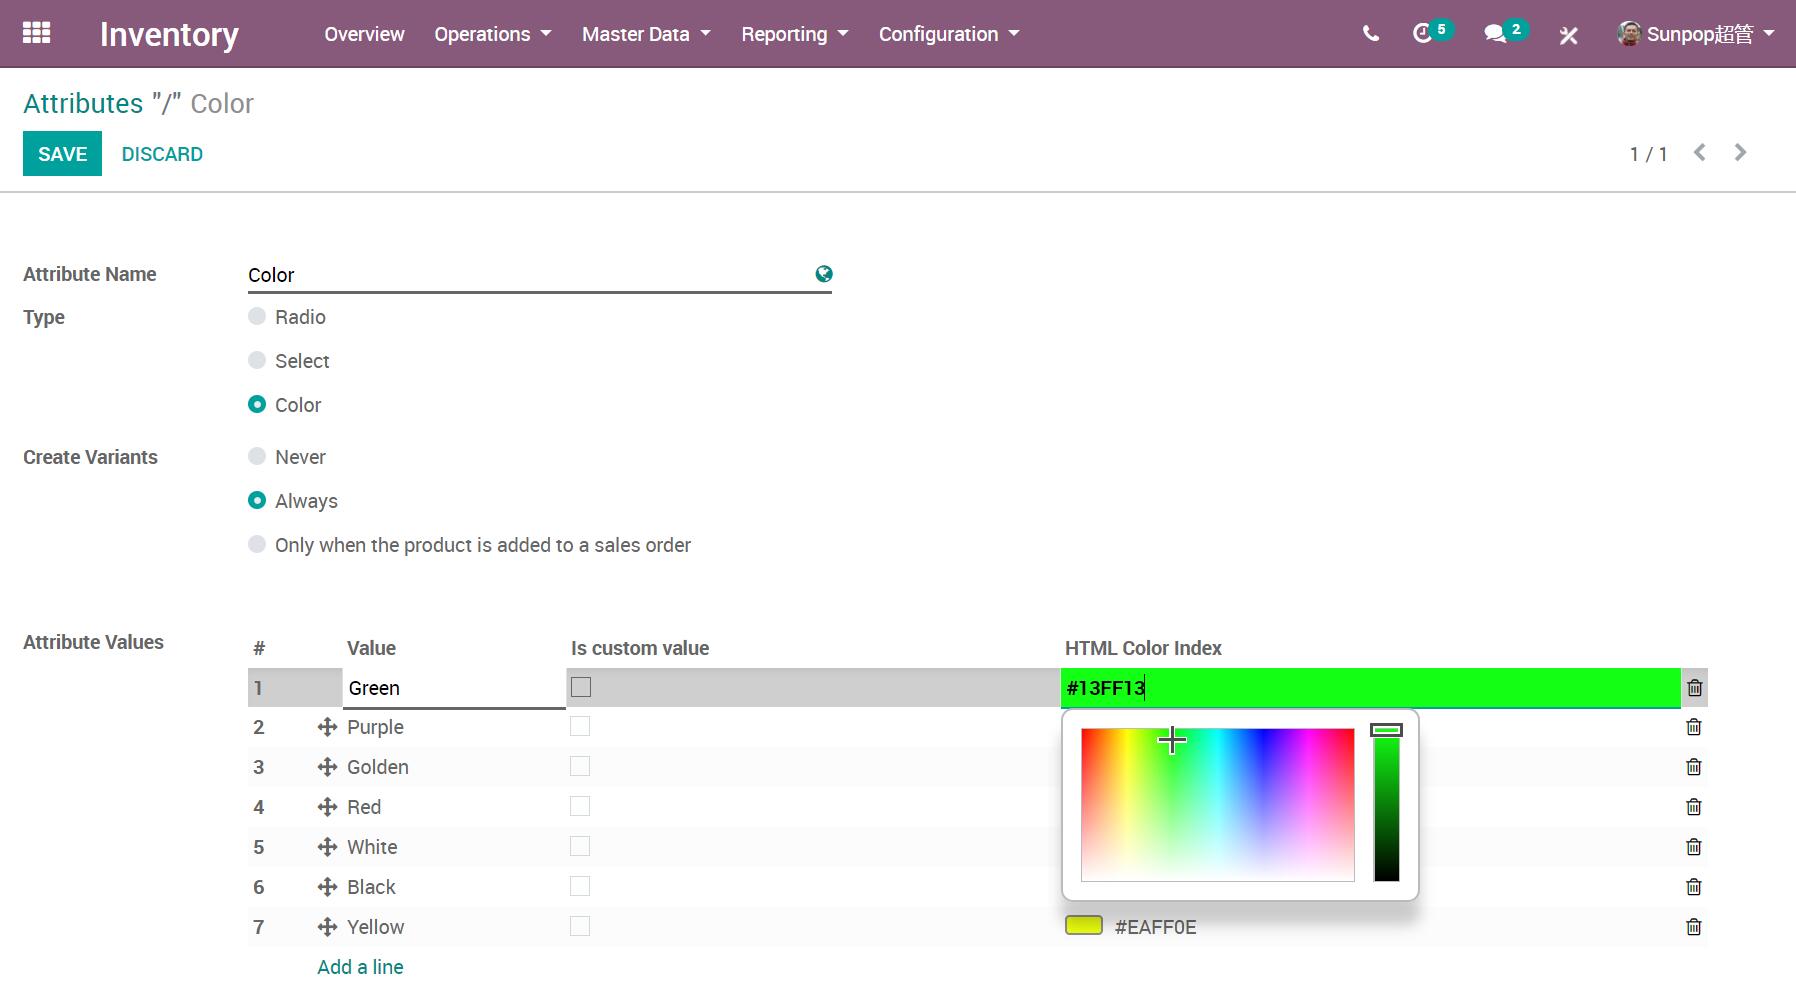 Inventory Overview Operations Master Data Reporting Configuration 5 2 Sunpop超管
Attributes "/" Color
SAVE DISCARD 1 / 1
Attribute Name Color
Type Radio
Select
Color
Create Variants Never
Always
Only when the product is added to a sales order
Attribute Values # Value Is custom value HTML Color Index
1 Green #13FF13
2 Purple
3 Golden
4 Red
5 White
6 Black
7 Yellow #EAFF0E
Add a line